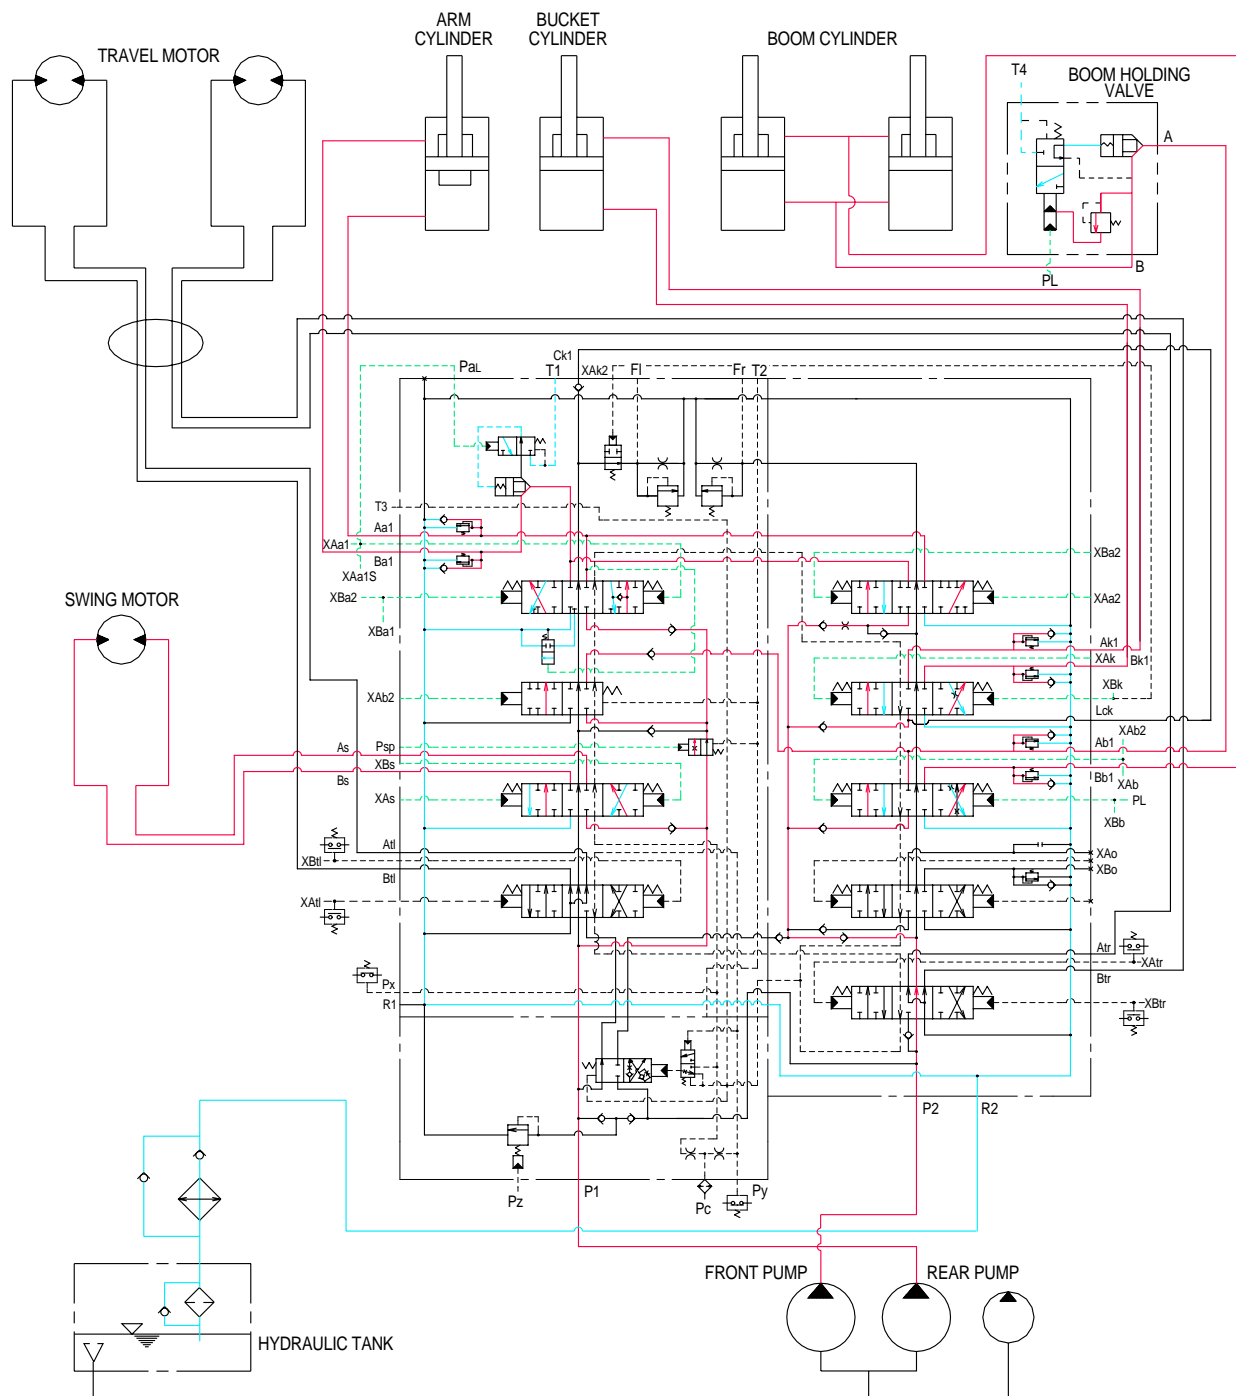 ARM
CYLINDER
BUCKET
CYLINDER
BOOM CYLINDER
TRAVEL MOTOR
BOOM HOLDING
VALVE
T4
A
B
PL
Ck1
PaL
T1
XAk2
Fl
Fr
T2
T3
Aa1
XAa1
Ba1
XAa1S
XBa2
XBa1
XBa2
XAa2
SWING MOTOR
Ak1
XAk
Bk1
XBk
Lck
XAb2
XAb2
As
Psp
XBs
Bs
XAs
Ab1
Bb1
XAb
PL
XBb
Atl
XBtl
Btl
XAtl
XAo
XBo
Atr
XAtr
Btr
XBtr
Px
R1
P2
R2
Pz
P1
Pc
Py
FRONT PUMP
REAR PUMP
HYDRAULIC TANK